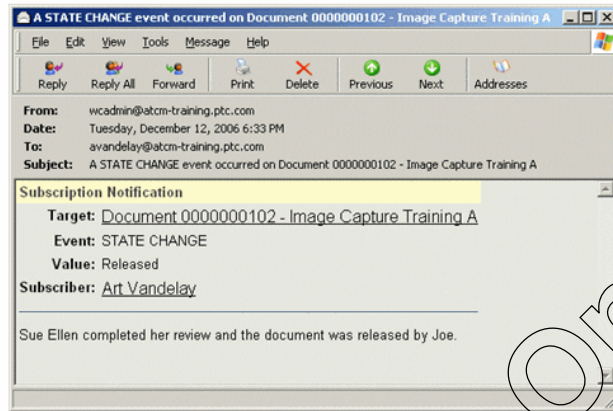 A STATE CHANGE event occurred on Document 0000000102 - Image Capture Training A
File Edit View Tools Message Help
Reply Reply All Forward Print Delete Previous Next Addresses
From: wcadmin@atcm-training.ptc.com
Date: Tuesday, December 12, 2006 6:33 PM
To: avandelay@atcm-training.ptc.com
Subject: A STATE CHANGE event occurred on Document 0000000102 - Image Capture Training A
Subscription Notification
Target: Document 0000000102 - Image Capture Training A
Event: STATE CHANGE
Value: Released
Subscriber: Art Vandelay
Sue Ellen completed her review and the document was released by Joe.